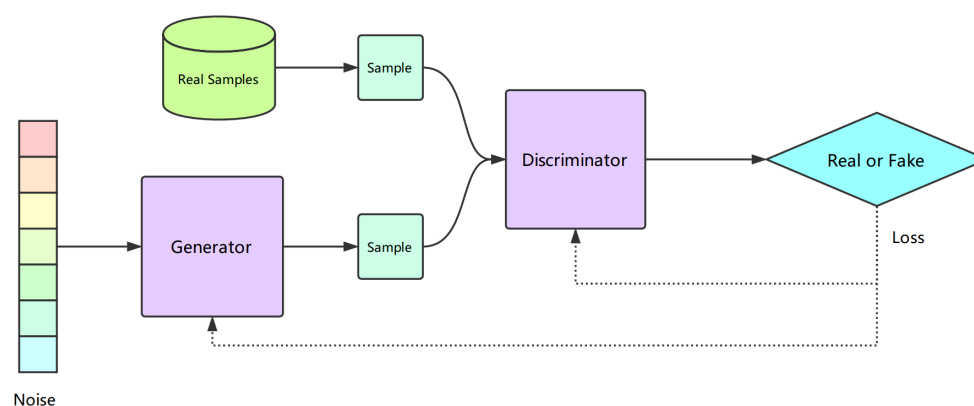 Real Samples
Sample
Discriminator
Real or Fake
Generator
Sample
Loss
Noise